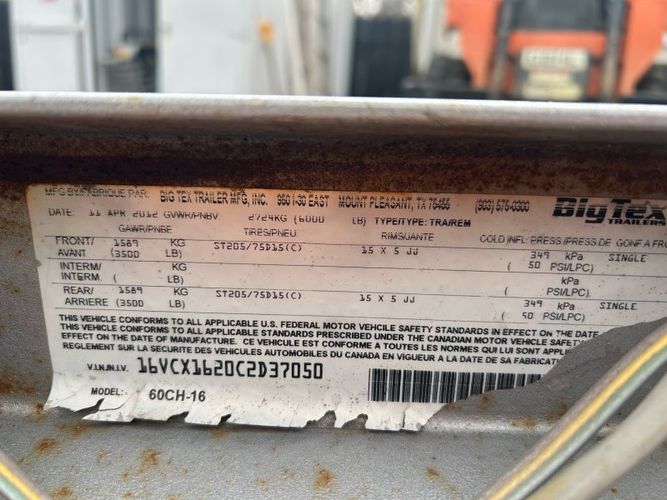 MFG BY/FABRIQUE PAR: BIG TEX TRAILER MFG, INC. 950 I-30 EAST MOUNT PLEASANT, TX 75455 (903) 575-0300
BigTex
TRAILERS
DATE: 11 APR 2012 GVWR/PNBV 2724KG (6000 LB) TYPE/TYPE: TRA/REM
GAWR/PNBE TIRES/PNEU RIMS/JANTE COLD INFL. PRESS./PRESS.DE GONF A FRO
FRONT/ 1589 KG ST205/75D15(C) 15 X 5 JJ 349 kPa SINGLE
AVANT (3500 LB) ( 50 PSI/LPC)
INTERM/ KG kPa
INTERM. ( LB) ( PSI/LPC)
REAR/ 1589 KG ST205/75D15(C) 15 X 5 JJ 349 kPa SINGLE
ARRIERE (3500 LB) ( 50 PSI/LPC)
THIS VEHICLE CONFORMS TO ALL APPLICABLE U.S. FEDERAL MOTOR VEHICLE SAFETY STANDARDS IN EFFECT ON THE DATE
THIS VEHICLE CONFORMS TO ALL APPLICABLE STANDARDS PRESCRIBED UNDER THE CANADIAN MOTOR VEHICLE SAFETY
REGULATIONS IN EFFECT ON THE DATE OF MANUFACTURE. CE VEHICULE EST CONFORME A TOUTES LES NORMES QUI LUI
REGLEMENT SUR LA SECURITE DES VEHICULES AUTOMOBILES DU CANADA EN VIGUEUR A LA DATE DE SA FABRICATI
V.I.N./N.I.V. 16VCX1620C2D37050
MODEL: 60CH-16